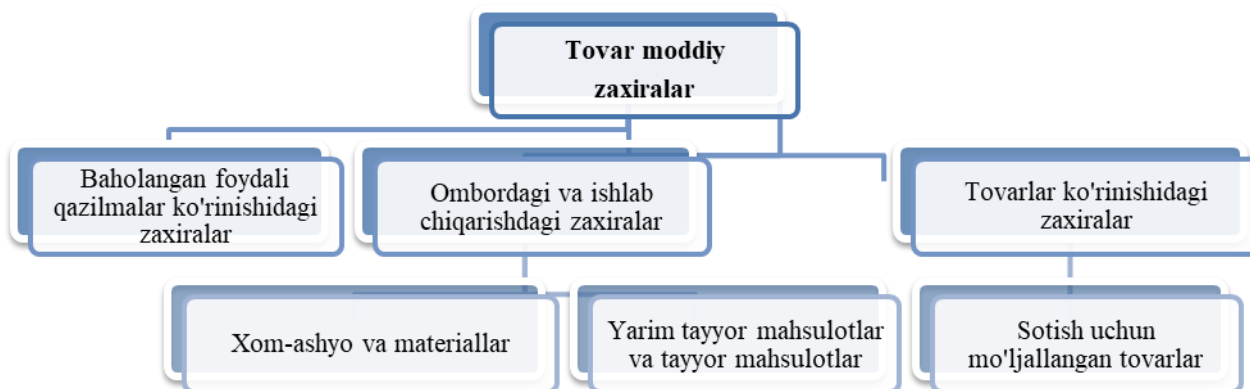 Tovar moddiy
zaxiralar
Baholangan foydali
qazilmalar ko'rinishidagi
zaxiralar
Ombordagi va ishlab
chiqarishdagi zaxiralar
Tovarlar ko'rinishidagi
zaxiralar
Xom-ashyo va materiallar
Yarim tayyor mahsulotlar
va tayyor mahsulotlar
Sotish uchun
mo'ljallangan tovarlar